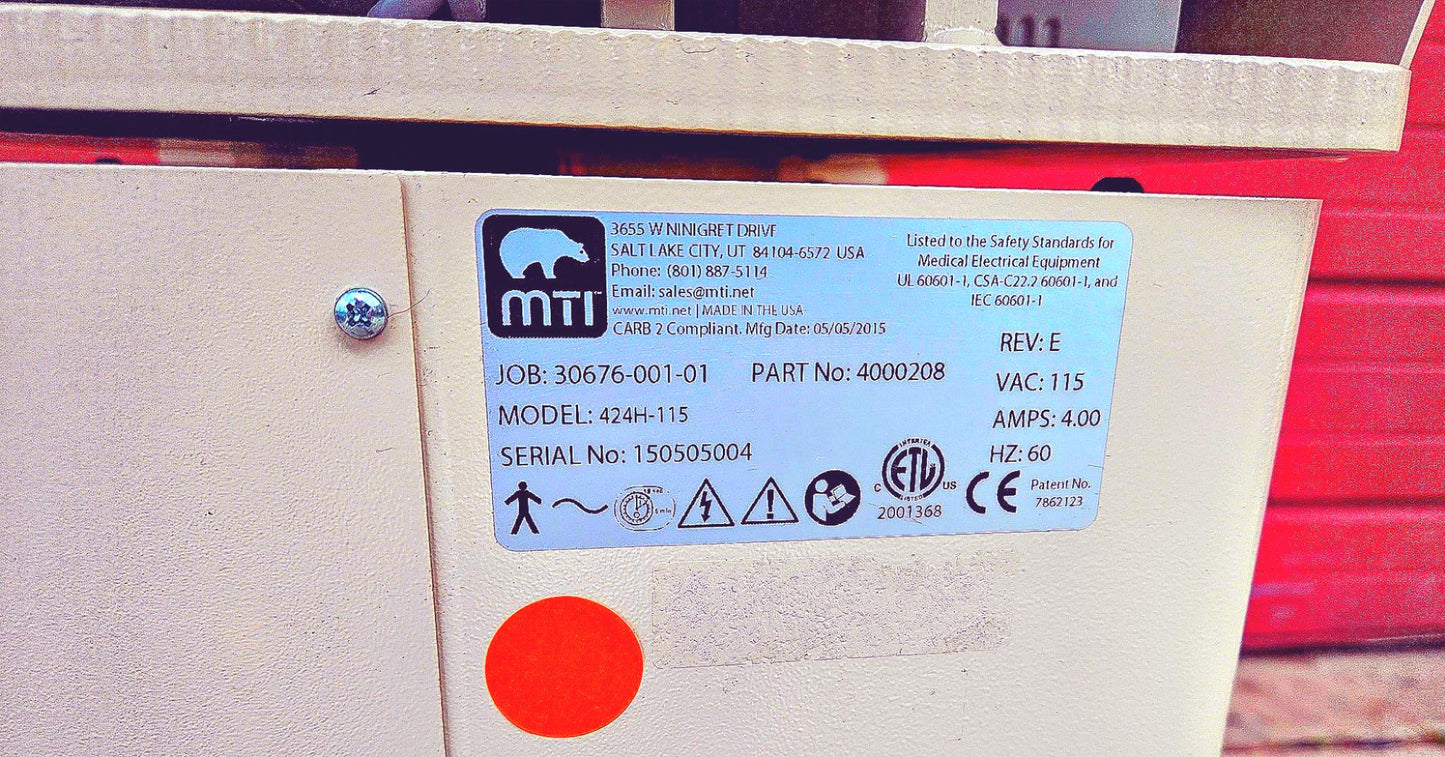 mTI
3655 W NINIGRET DRIVE
SALT LAKE CITY, UT 84104-6572 USA
Phone: (801) 887-5114
Email: sales@mti.net
www.mti.net | MADE IN THE USA
CARB 2 Compliant. Mfg Date: 05/05/2015
Listed to the Safety Standards for
Medical Electrical Equipment
UL 60601-1, CSA-C22.2 60601-1, and
IEC 60601-1
REV: E
JOB: 30676-001-01 PART No: 4000208
VAC: 115
MODEL: 424H-115
AMPS: 4.00
SERIAL No: 150505004
HZ: 60
INTERTEK
ETL
LISTED
C US
2001368
CE
Patent No.
7862123